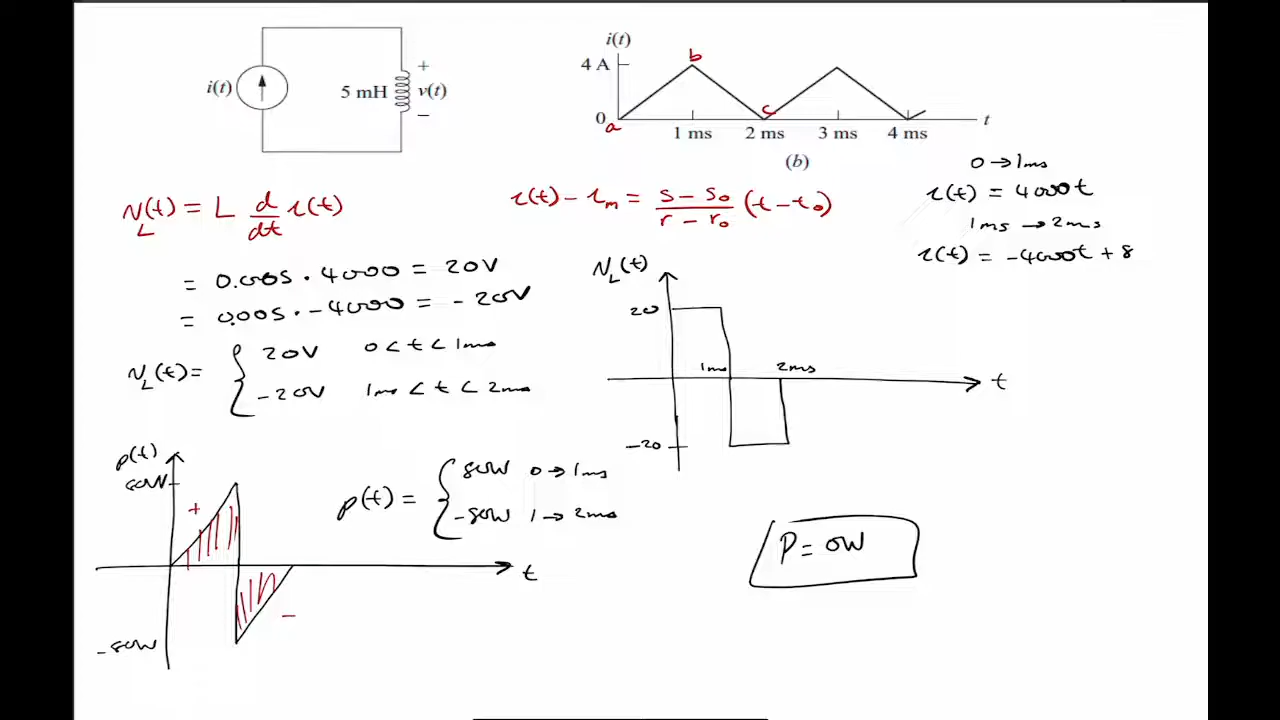 i(t)
5 mH
+
v(t)
−
i(t)
4 A
0
a
b
c
1 ms 2 ms 3 ms 4 ms
t
(b)
0 → 1ms
i(t) = 4000t
1ms → 2ms
i(t) = -4000t + 8
V_L(t) = L d/dt i(t)
i(t) - i_m = (s - s_0)/(r - r_0) (t - t_0)
= 0.005 . 4000 = 20V
= 0.005 . -4000 = -20V
V_L(t) = { 20V 0 < t < 1ms
-20V 1ms < t < 2ms
V_L(t)
20
1ms 2ms
t
-20
p(t)
80W
+
t
−
-80W
p(t) = { 80W 0 → 1ms
-80W 1 → 2ms
P = 0W